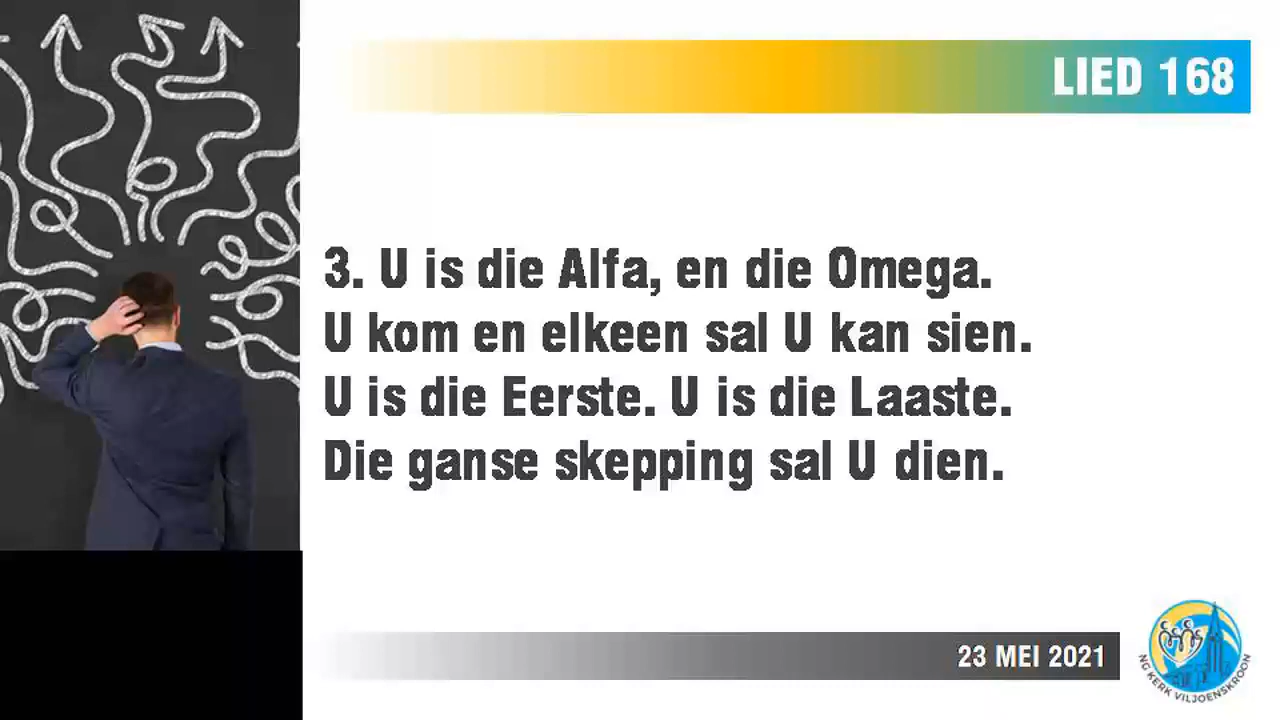 LIED 168
3. U is die Alfa, en die Omega.
U kom en elkeen sal U kan sien.
U is die Eerste. U is die Laaste.
Die ganse skepping sal U dien.
23 MEI 2021
NG KERK VILJOENSKROON